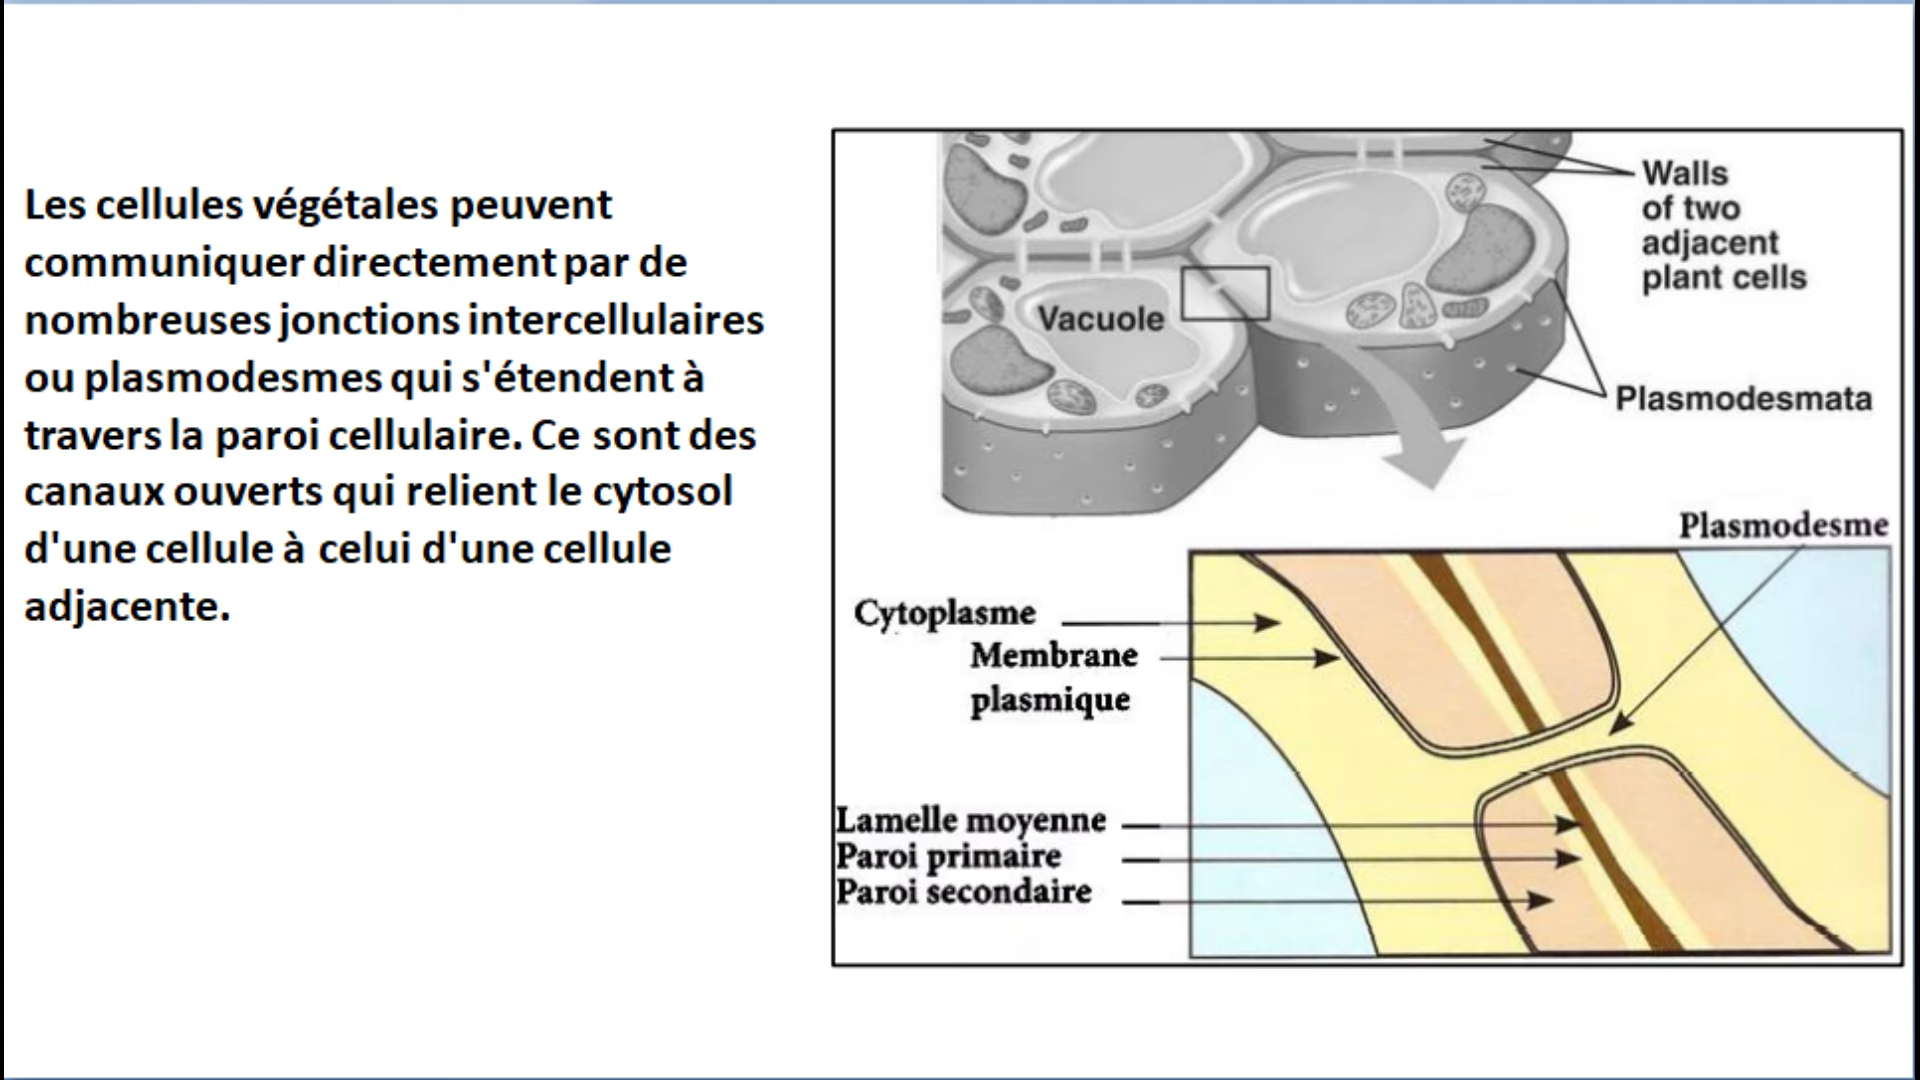 Les cellules végétales peuvent
communiquer directement par de
nombreuses jonctions intercellulaires
ou plasmodesmes qui s'étendent à
travers la paroi cellulaire. Ce sont des
canaux ouverts qui relient le cytosol
d'une cellule à celui d'une cellule
adjacente.
Walls
of two
adjacent
plant cells
Vacuole
Plasmodesmata
Plasmodesme
Cytoplasme
Membrane
plasmique
Lamelle moyenne
Paroi primaire
Paroi secondaire